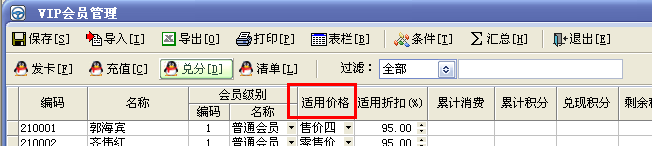 VIP会员管理
保存[S] 导入[I] 导出[O] 打印[P] 表栏[B] 条件[T] 汇总[H] 退出[E]
发卡[F] 充值[C] 兑分[D] 清单[L] 过滤: 全部
编码 名称 会员级别 适用价格 适用折扣(%) 累计消费 累计积分 兑现积分 剩余积
编码 名称
210001 郭海宾 1 普通会员 售价四 95.00
210002 齐伟红 1 普通会员 零售价 95.00